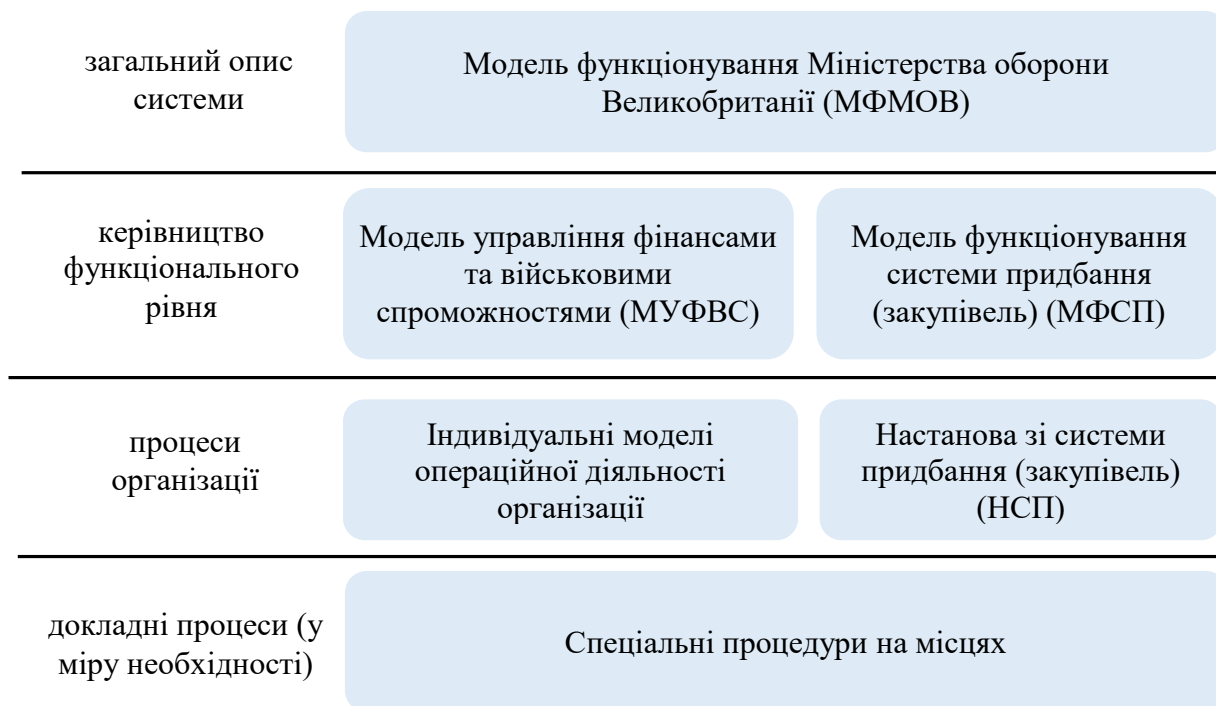 загальний опис
системи
Модель функціонування Міністерства оборони
Великобританії (МФМОВ)
керівництво
функціонального
рівня
Модель управління фінансами
та військовими
спроможностями (МУФВС)
Модель функціонування
системи придбання
(закупівель) (МФСП)
процеси
організації
Індивідуальні моделі
операційної діяльності
організації
Настанова зі системи
придбання (закупівель)
(НСП)
докладні процеси (у
міру необхідності)
Спеціальні процедури на місцях